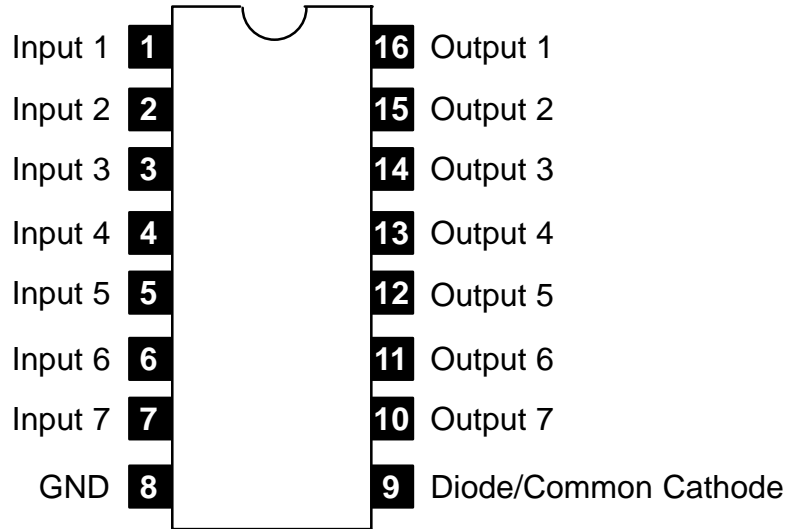 Input 1 1 16 Output 1
Input 2 2 15 Output 2
Input 3 3 14 Output 3
Input 4 4 13 Output 4
Input 5 5 12 Output 5
Input 6 6 11 Output 6
Input 7 7 10 Output 7
GND 8 9 Diode/Common Cathode